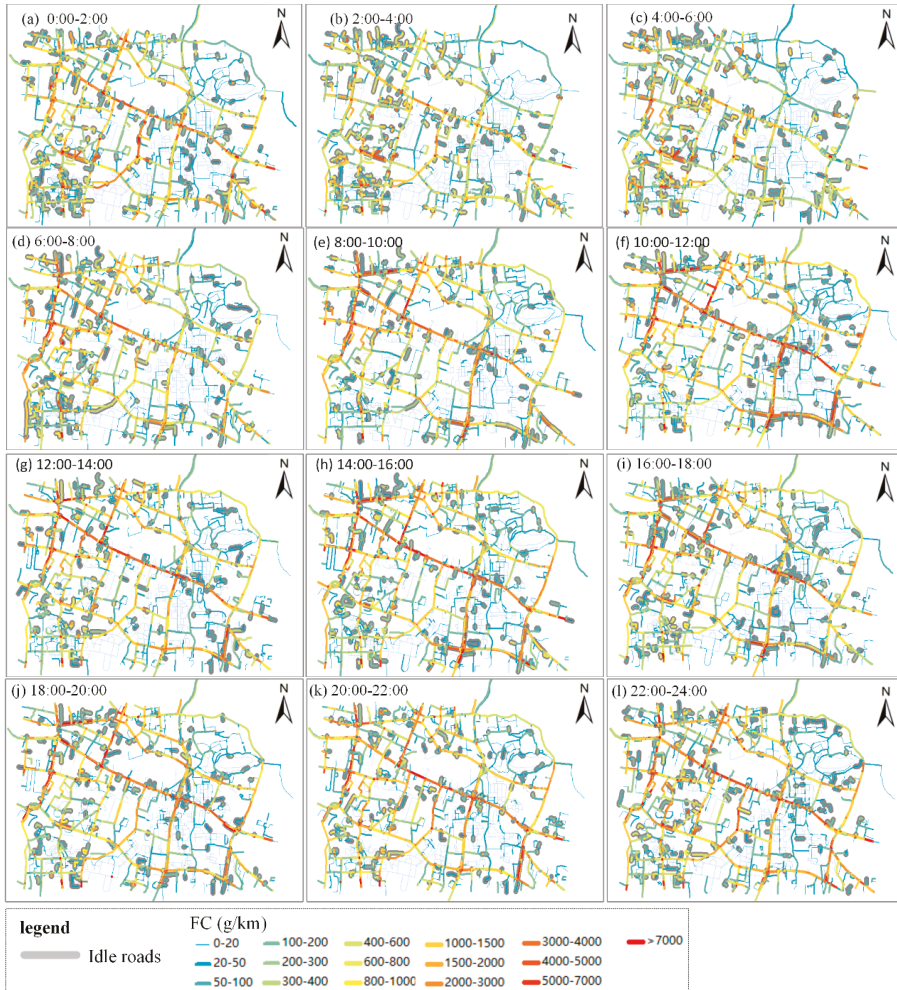 (a) 0:00-2:00
N
(b) 2:00-4:00
N
(c) 4:00-6:00
N
(d) 6:00-8:00
N
(e) 8:00-10:00
N
(f) 10:00-12:00
N
(g) 12:00-14:00
N
(h) 14:00-16:00
N
(i) 16:00-18:00
N
(j) 18:00-20:00
N
(k) 20:00-22:00
N
(l) 22:00-24:00
N
legend
Idle roads
FC (g/km)
0-20
20-50
50-100
100-200
200-300
300-400
400-600
600-800
800-1000
1000-1500
1500-2000
2000-3000
3000-4000
4000-5000
5000-7000
>7000